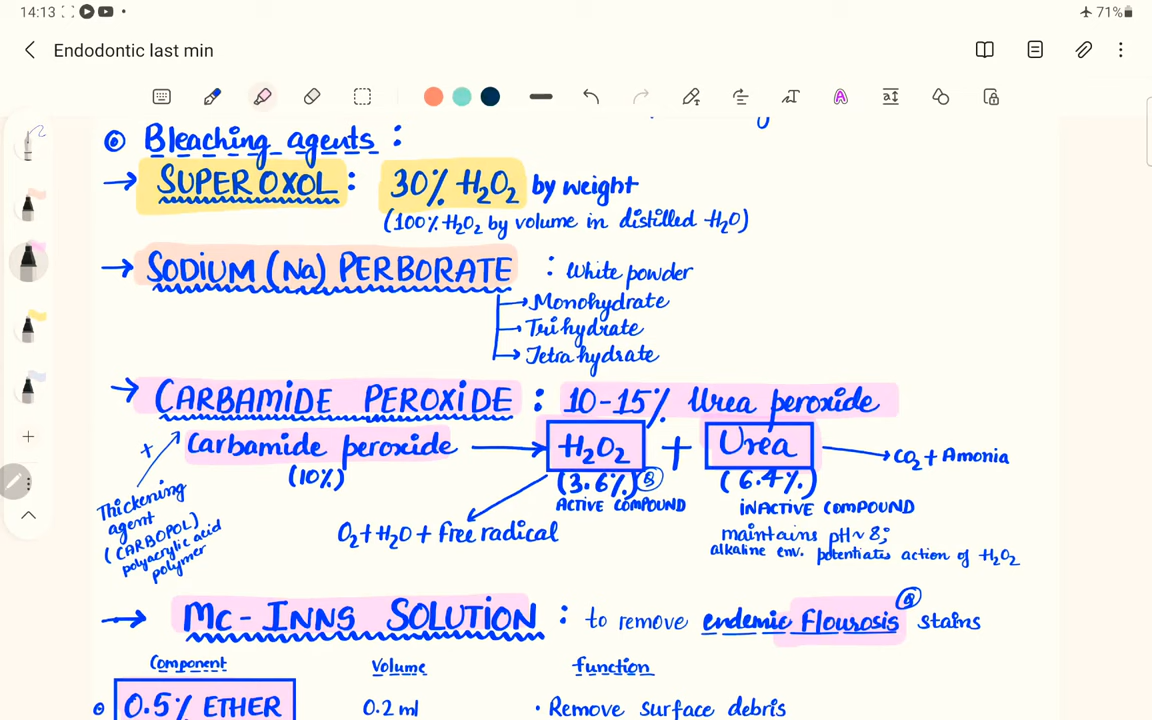 14:13
71%
Endodontic last min
Bleaching agents :
→ SUPEROXOL : 30% H₂O₂ by weight
(100% H₂O₂ by volume in distilled H₂O)
→ SODIUM (Na) PERBORATE : White powder
→ Monohydrate
→ Trihydrate
→ Tetrahydrate
→ CARBAMIDE PEROXIDE : 10-15% Urea peroxide
+ Carbamide peroxide → H₂O₂ + Urea → CO₂ + Amonia
(10%) (3.6%) (6.4%)
ACTIVE COMPOUND INACTIVE COMPOUND
Thickening
agent
(CARBOPOL)
polyacrylic acid
polymer
O₂+H₂O + free radical
maintains pH ~ 8;
alkaline env. potentiates action of H₂O₂
→ Mc-INNS SOLUTION : to remove endemic flourosis stains
Component Volume function
0.5% ETHER 0.2 ml • Remove surface debris